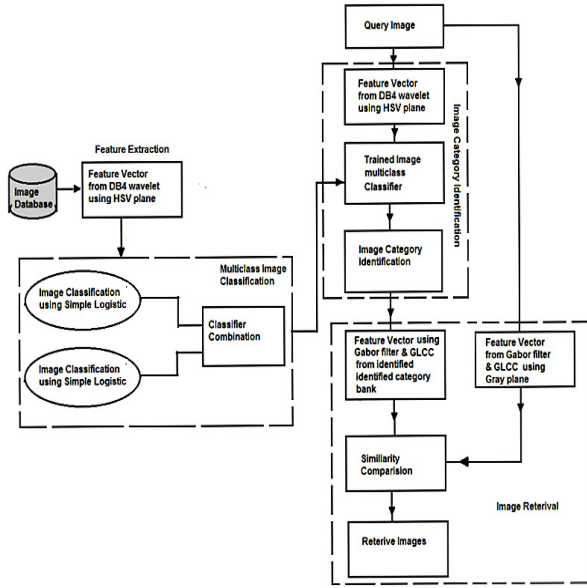 Query Image
Feature Vector
from DB4 wavelet
using HSV plane
Image Category Identification
Trained Image
multiclass
Classifier
Image Category
Identification
Feature Extraction
Image
Database
Feature Vector
from DB4 wavelet
using HSV plane
Multiclass Image
Classification
Image Classification
using Simple Logistic
Classifier
Combination
Image Classification
using Simple Logistic
Feature Vector using
Gabor filter & GLCC
from identified
identified category
bank
Feature Vector
from Gabor filter
& GLCC using
Gray plane
Simillarity
Comparision
Image Reterival
Reterive Images